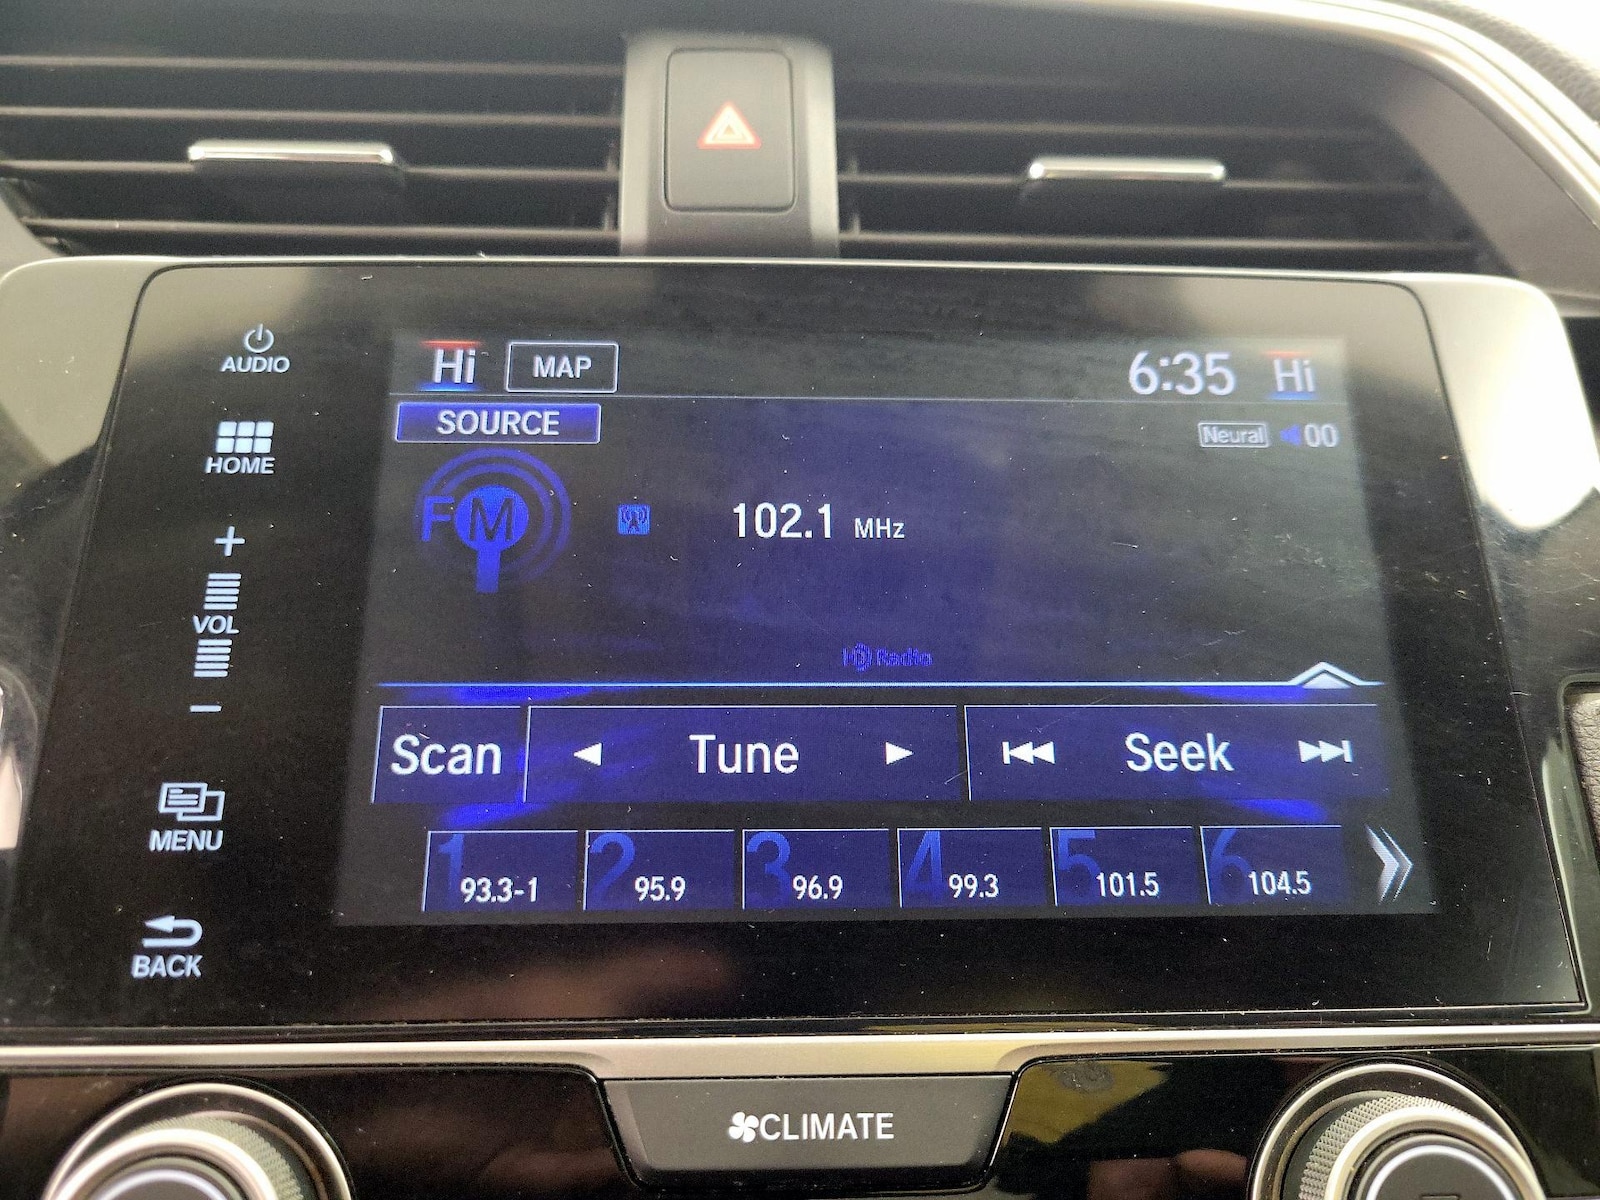 AUDIO
Hi MAP 6:35 Hi
SOURCE
Neural 00
HOME
FM
102.1 MHz
VOL
HD Radio
Scan Tune Seek
MENU
1 2 3 4 5 6
93.3-1 95.9 96.9 99.3 101.5 104.5
BACK
CLIMATE